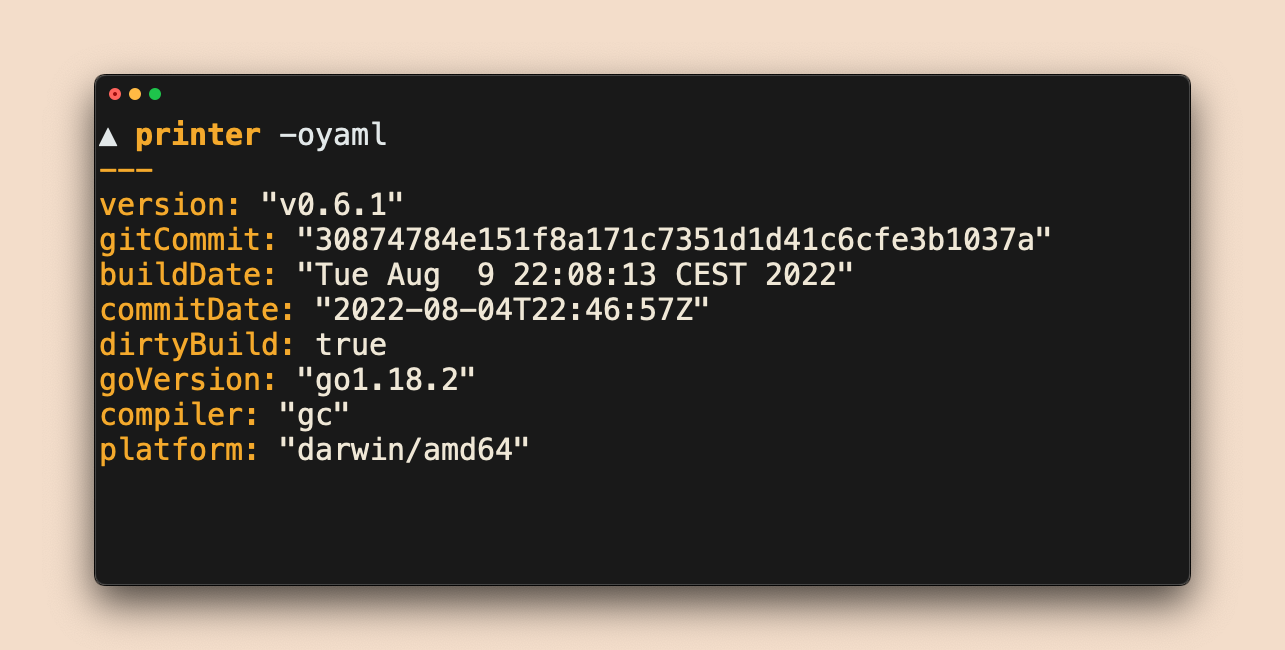 ▲ printer -oyaml
---
version: "v0.6.1"
gitCommit: "30874784e151f8a171c7351d1d41c6cfe3b1037a"
buildDate: "Tue Aug  9 22:08:13 CEST 2022"
commitDate: "2022-08-04T22:46:57Z"
dirtyBuild: true
goVersion: "go1.18.2"
compiler: "gc"
platform: "darwin/amd64"